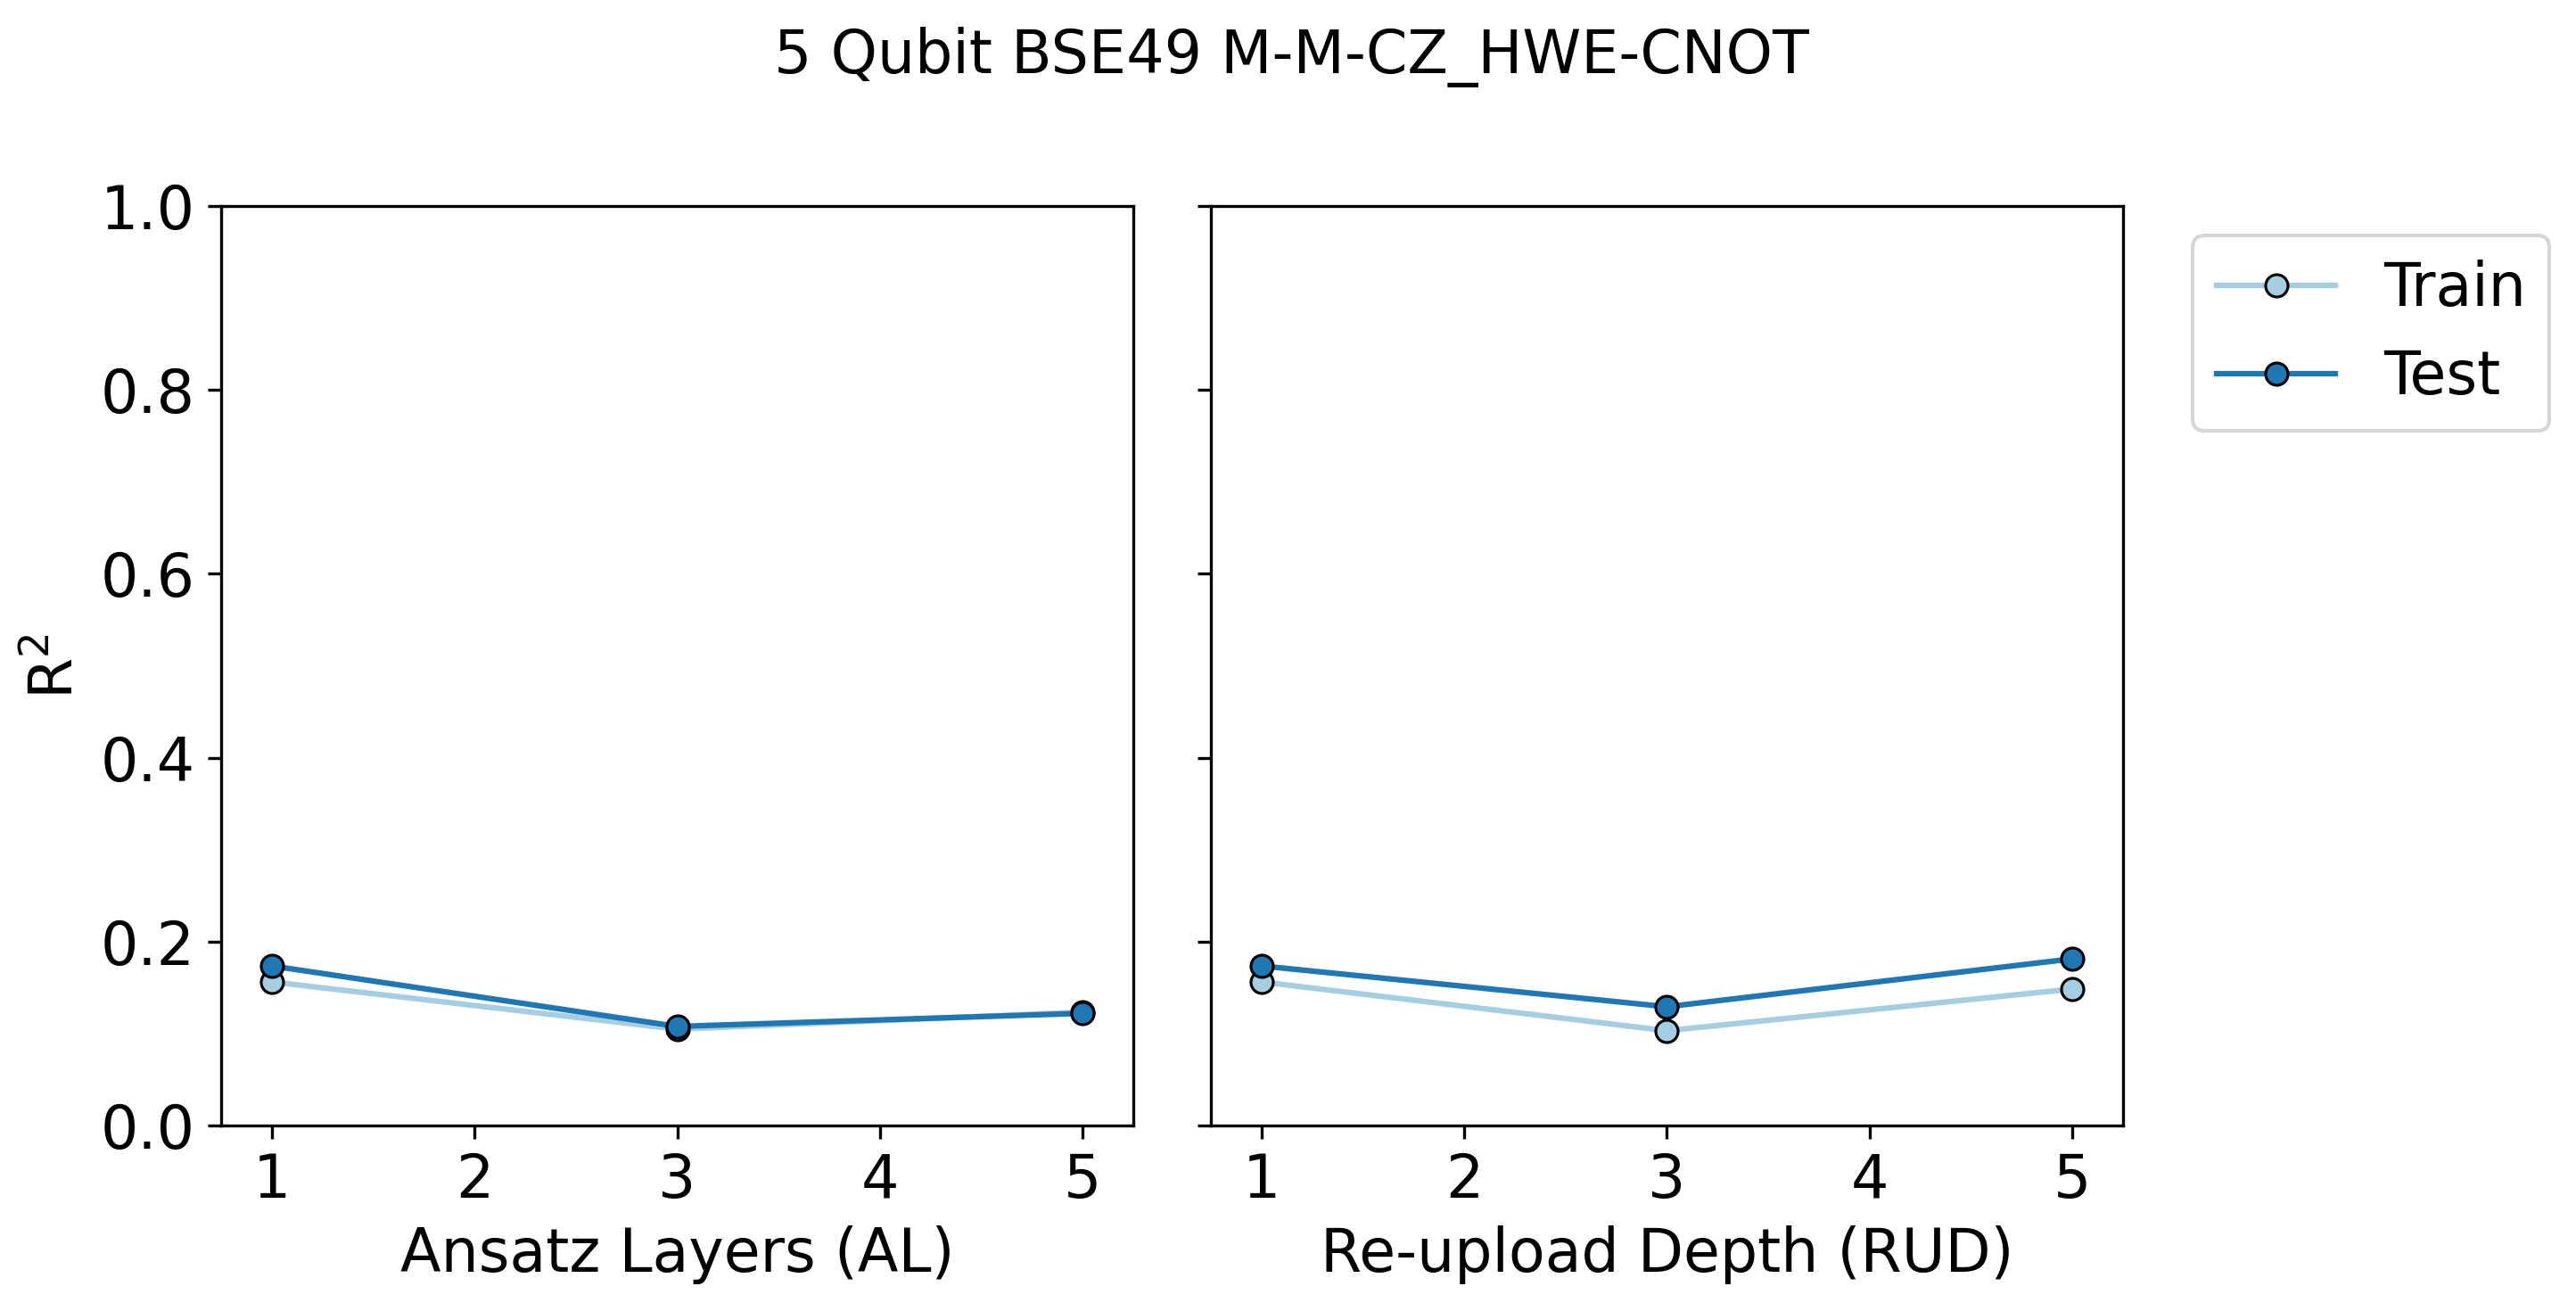 5 Qubit BSE49 M-M-CZ_HWE-CNOT
1.0
0.8
0.6
0.4
0.2
0.0
R²
1 2 3 4 5
Ansatz Layers (AL)
1 2 3 4 5
Re-upload Depth (RUD)
Train
Test